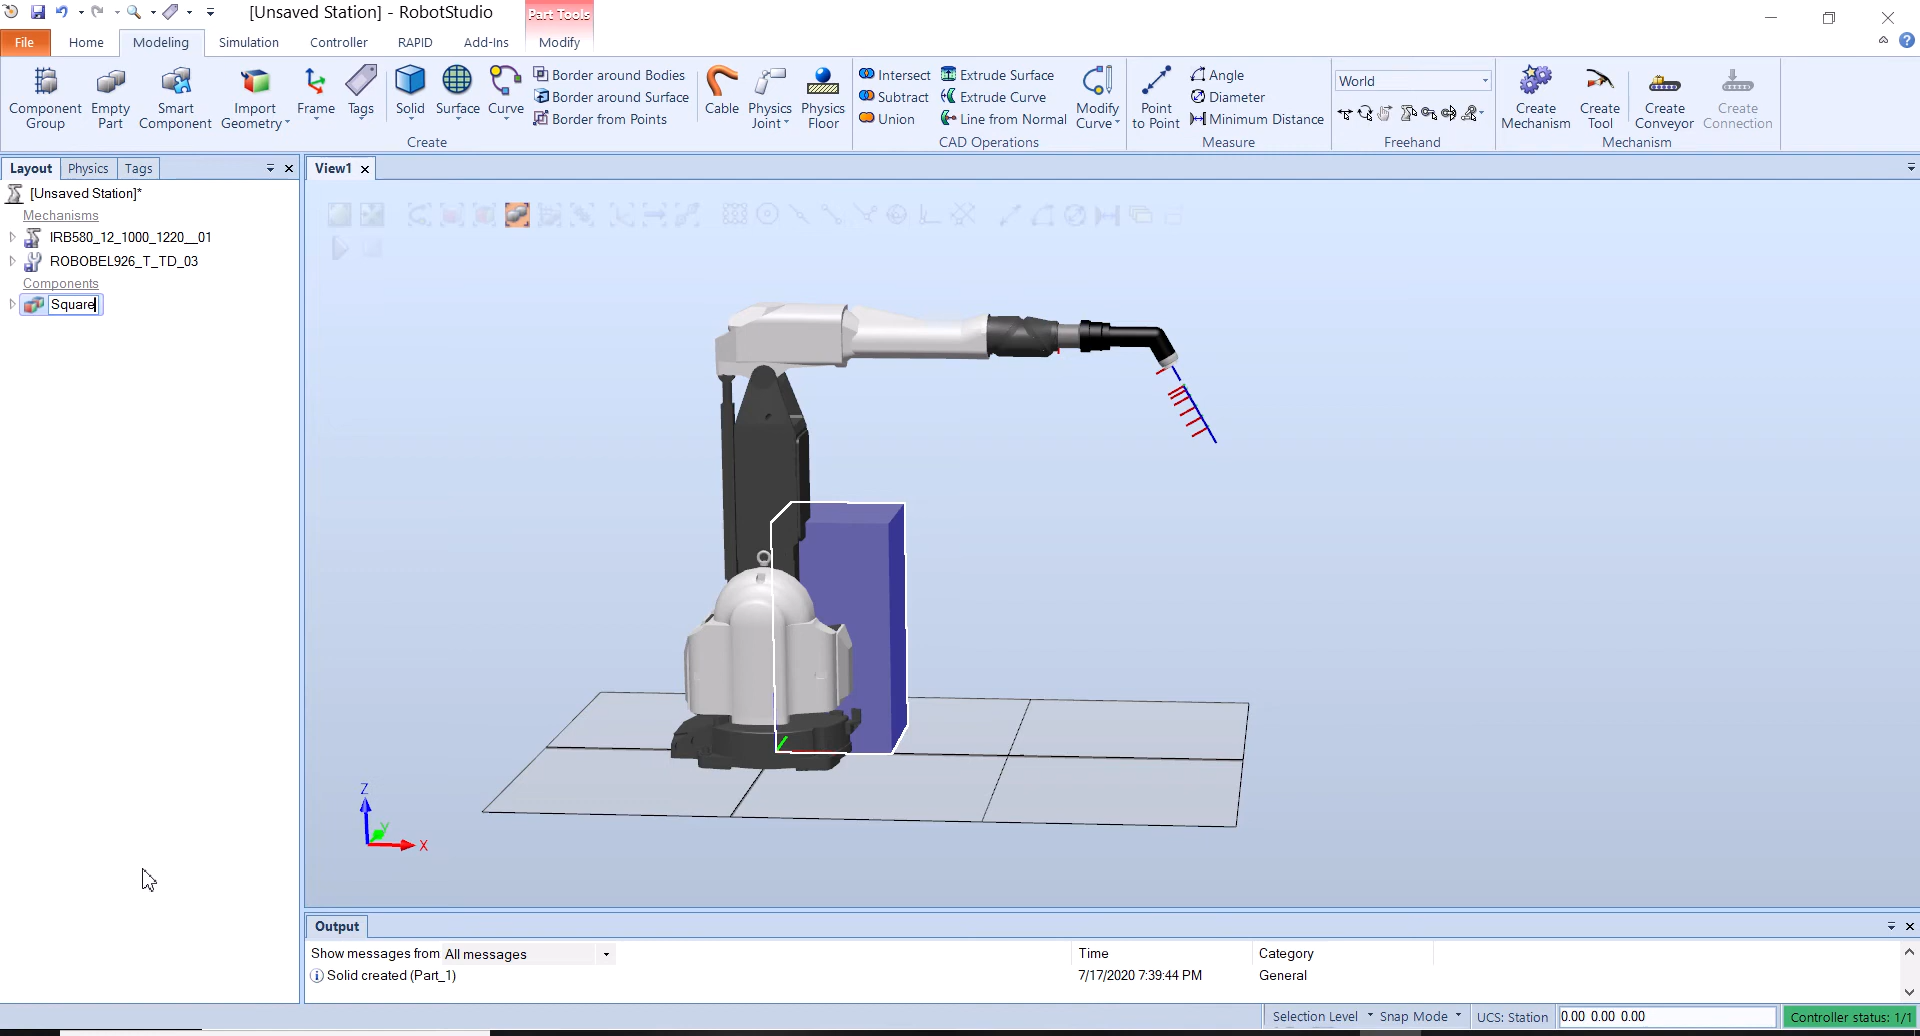 [Unsaved Station] - RobotStudio
Part Tools
File Home Modeling Simulation Controller RAPID Add-Ins Modify
Component Group
Empty Part
Smart Component
Import Geometry
Frame
Tags
Solid
Surface
Curve
Border around Bodies
Border around Surface
Border from Points
Create
Cable
Physics Joint
Physics Floor
Intersect
Subtract
Union
Extrude Surface
Extrude Curve
Line from Normal
Modify Curve
CAD Operations
Point to Point
Angle
Diameter
Minimum Distance
Measure
World
Freehand
Create Mechanism
Create Tool
Create Conveyor
Create Connection
Mechanism
Layout Physics Tags
View1
[Unsaved Station]*
Mechanisms
IRB580_12_1000_1220__01
ROBOBEL926_T_TD_03
Components
Square
Z
Y
X
Output
Show messages from All messages Time Category
Solid created (Part_1) 7/17/2020 7:39:44 PM General
Selection Level Snap Mode UCS: Station 0.00 0.00 0.00 Controller status: 1/1